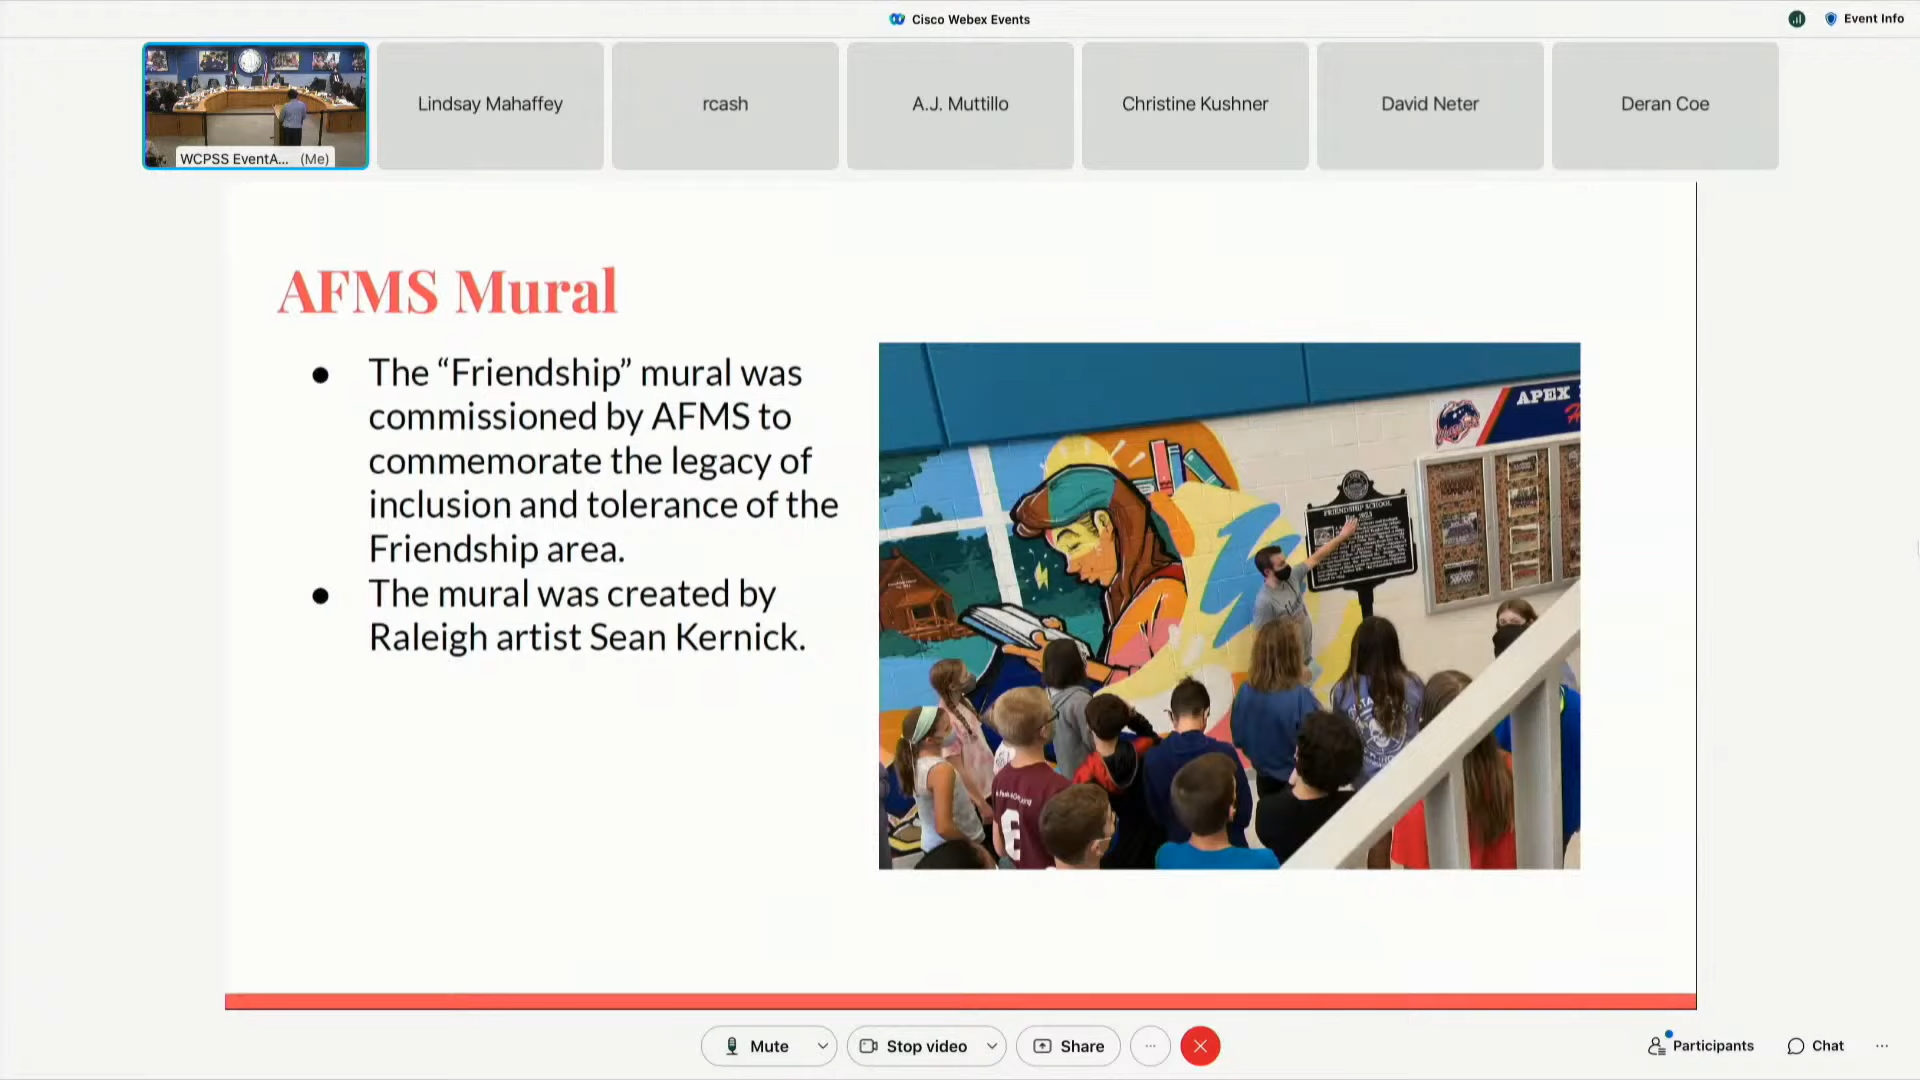 Cisco Webex Events
Event Info
WCPSS EventA... (Me)
Lindsay Mahaffey
rcash
A.J. Muttillo
Christine Kushner
David Neter
Deran Coe
AFMS Mural
● The “Friendship” mural was
commissioned by AFMS to
commemorate the legacy of
inclusion and tolerance of the
Friendship area.
● The mural was created by
Raleigh artist Sean Kernick.
APEX
FRIENDSHIP SCHOOL
Mute
Stop video
Share
Participants
Chat